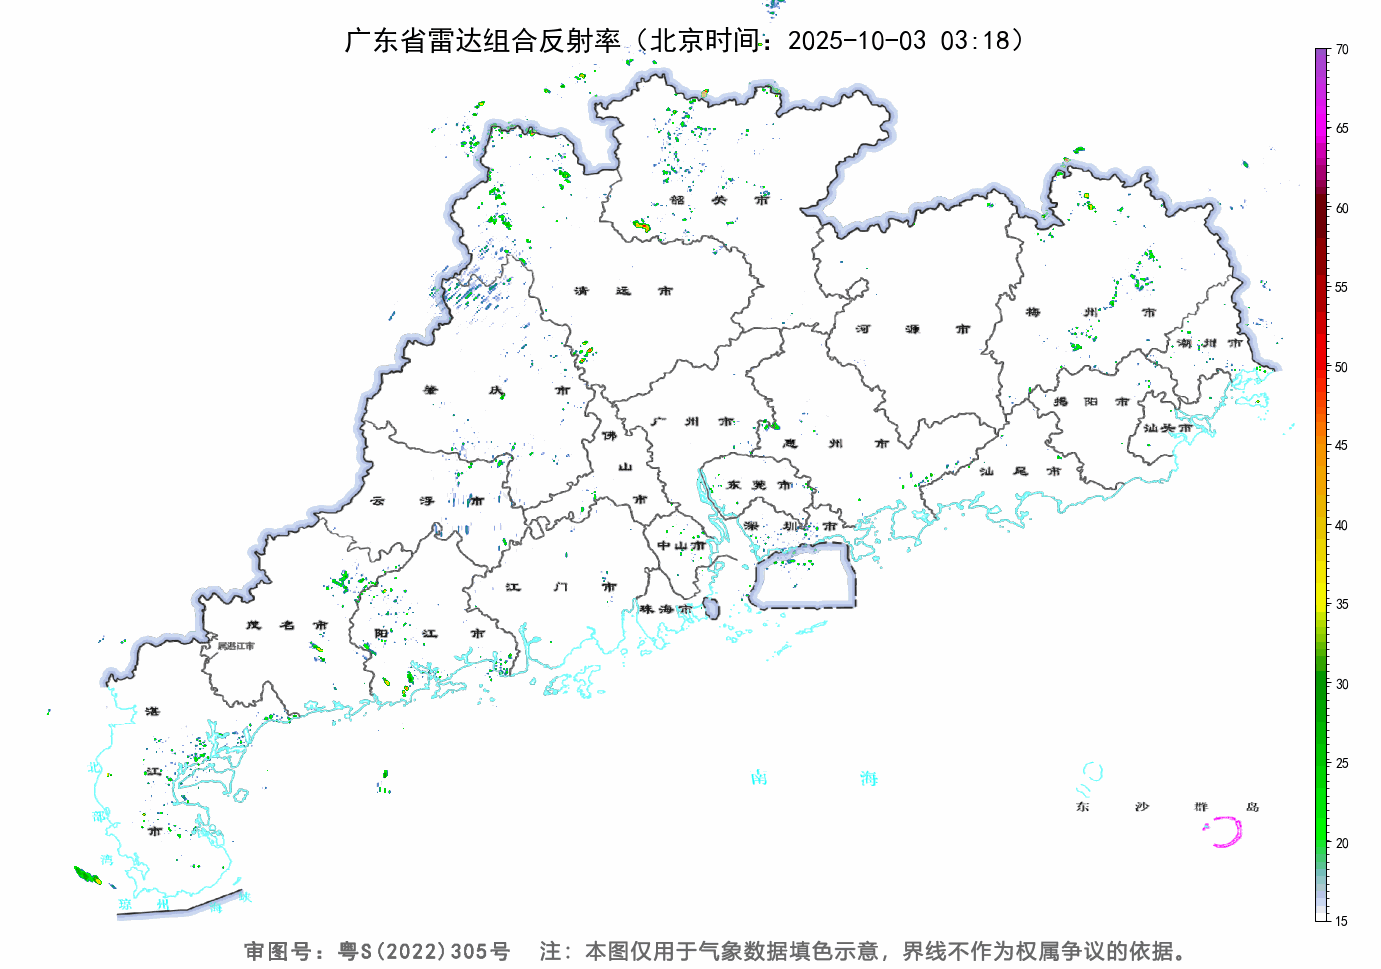 广东省雷达组合反射率（北京时间：2025-10-03 03:18）
70
65
60
55
50
45
40
35
30
25
20
15
韶关市
清远市
河源市
梅州市
潮州市
肇庆市
广州市
惠州市
揭阳市
汕头市
佛山市
东莞市
汕尾市
云浮市
深圳市
中山市
江门市
珠海市
茂名市
阳江市
属湛江市
湛江市
北部湾
南海
东沙群岛
琼州海峡
审图号：粤S(2022)305号 注：本图仅用于气象数据填色示意，界线不作为权属争议的依据。